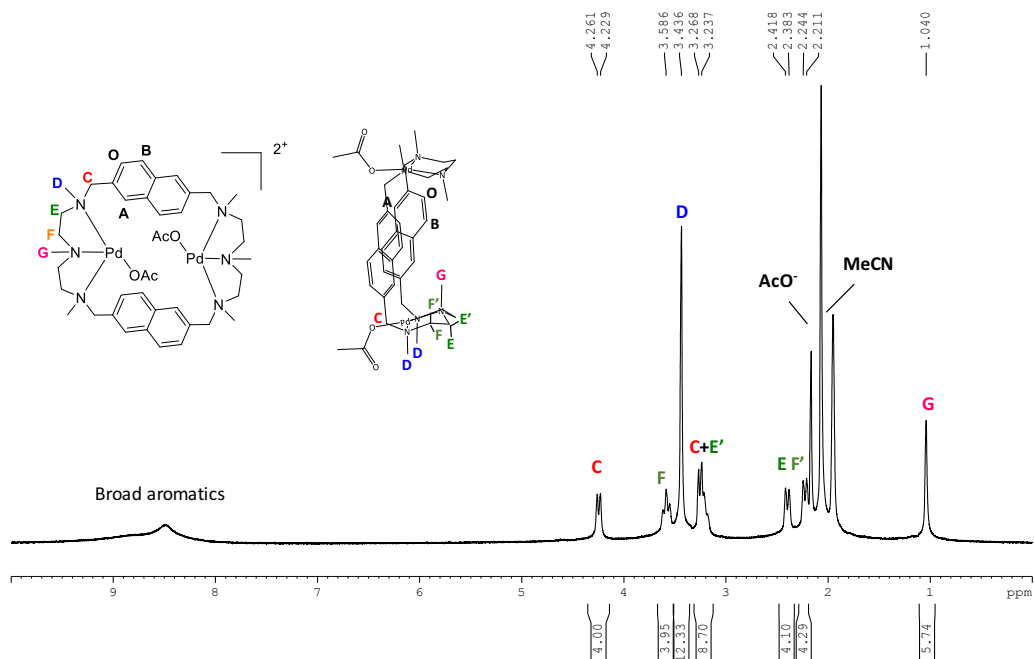 4.261
4.229
3.586
3.436
3.268
3.237
2.418
2.383
2.244
2.211
1.040
2+
O
B
D
C
E
A
F
G
N
N
N
Pd
OAc
AcO
Pd
N
N
N
O
O
N
N
O
A
B
G
F'
N
E'
C
O
Pd
N
N
F
E
D
D
O
D
MeCN
AcO-
G
C+E'
C
F
E
F'
Broad aromatics
9
8
7
6
5
4
3
2
1
ppm
4.00
3.95
12.33
8.70
4.10
4.29
5.74